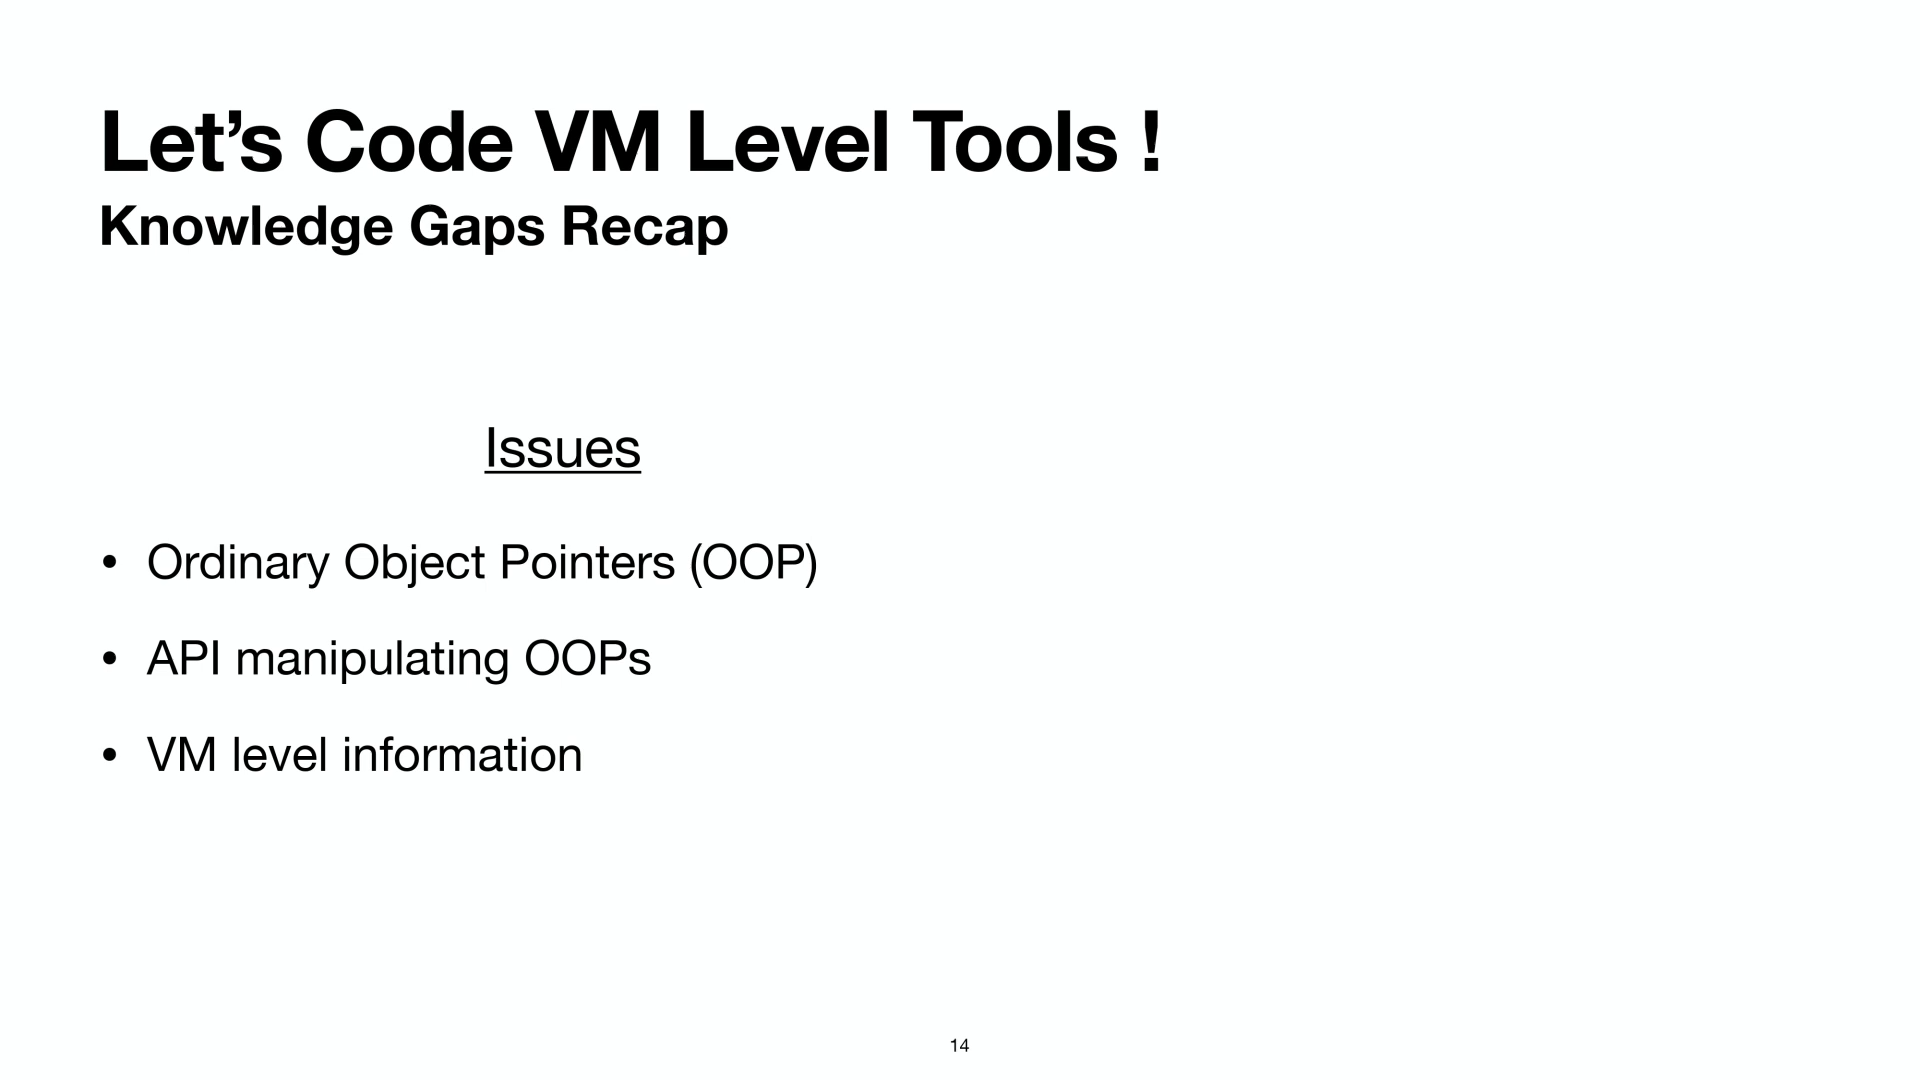 Let’s Code VM Level Tools !
Knowledge Gaps Recap
Issues
• Ordinary Object Pointers (OOP)
• API manipulating OOPs
• VM level information
14